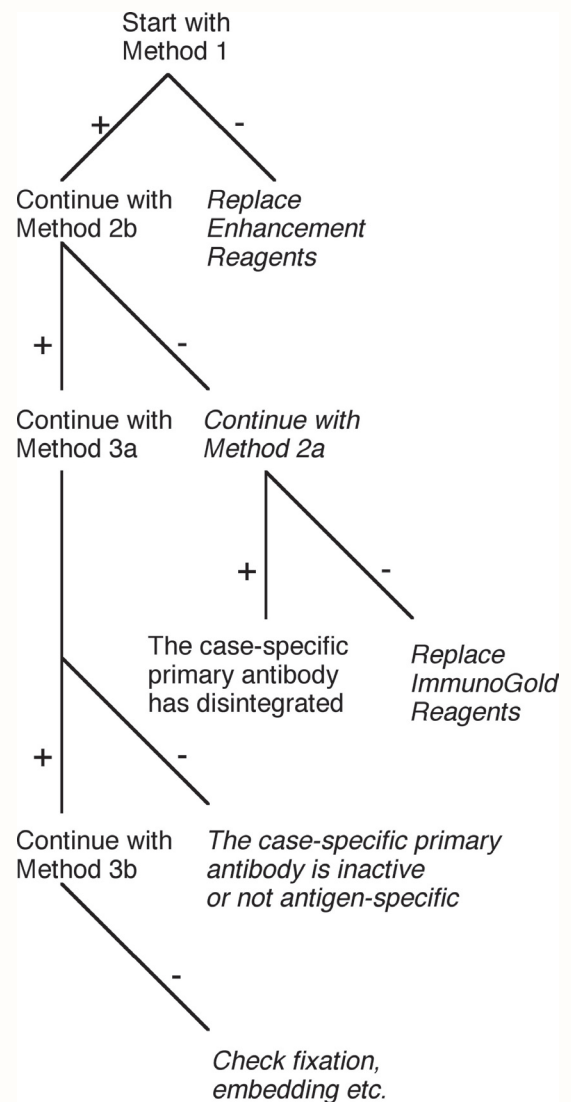 Start with
Method 1
+
-
Continue with
Method 2b
Replace
Enhancement
Reagents
+
-
Continue with
Method 3a
Continue with
Method 2a
+
-
The case-specific
primary antibody
has disintegrated
Replace
ImmunoGold
Reagents
+
-
Continue with
Method 3b
The case-specific primary
antibody is inactive
or not antigen-specific
-
Check fixation,
embedding etc.